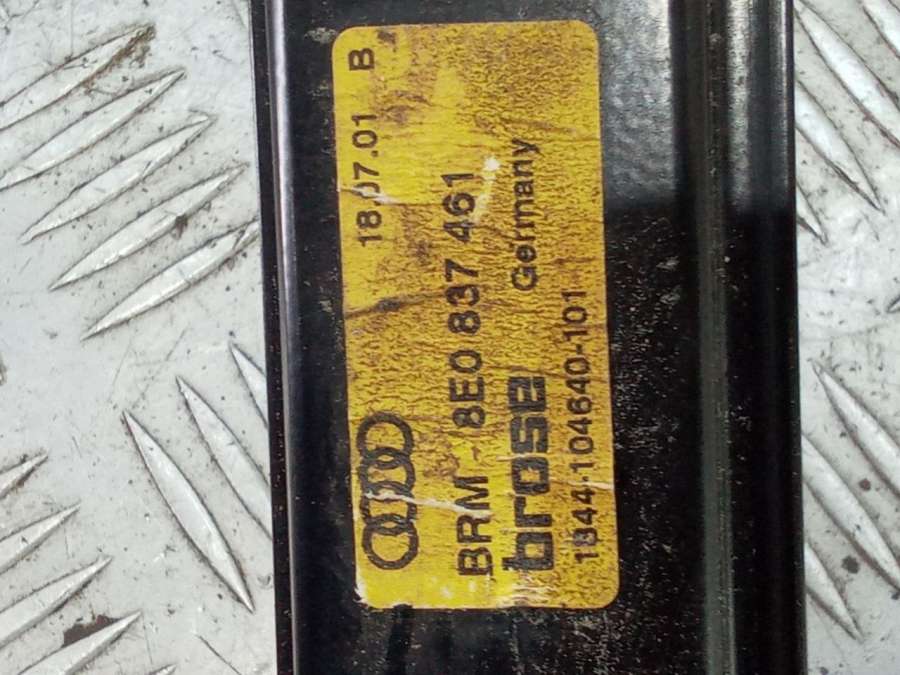 18.07.01 B
BRM 8E0 837 461
brose Germany
1844.104640-101